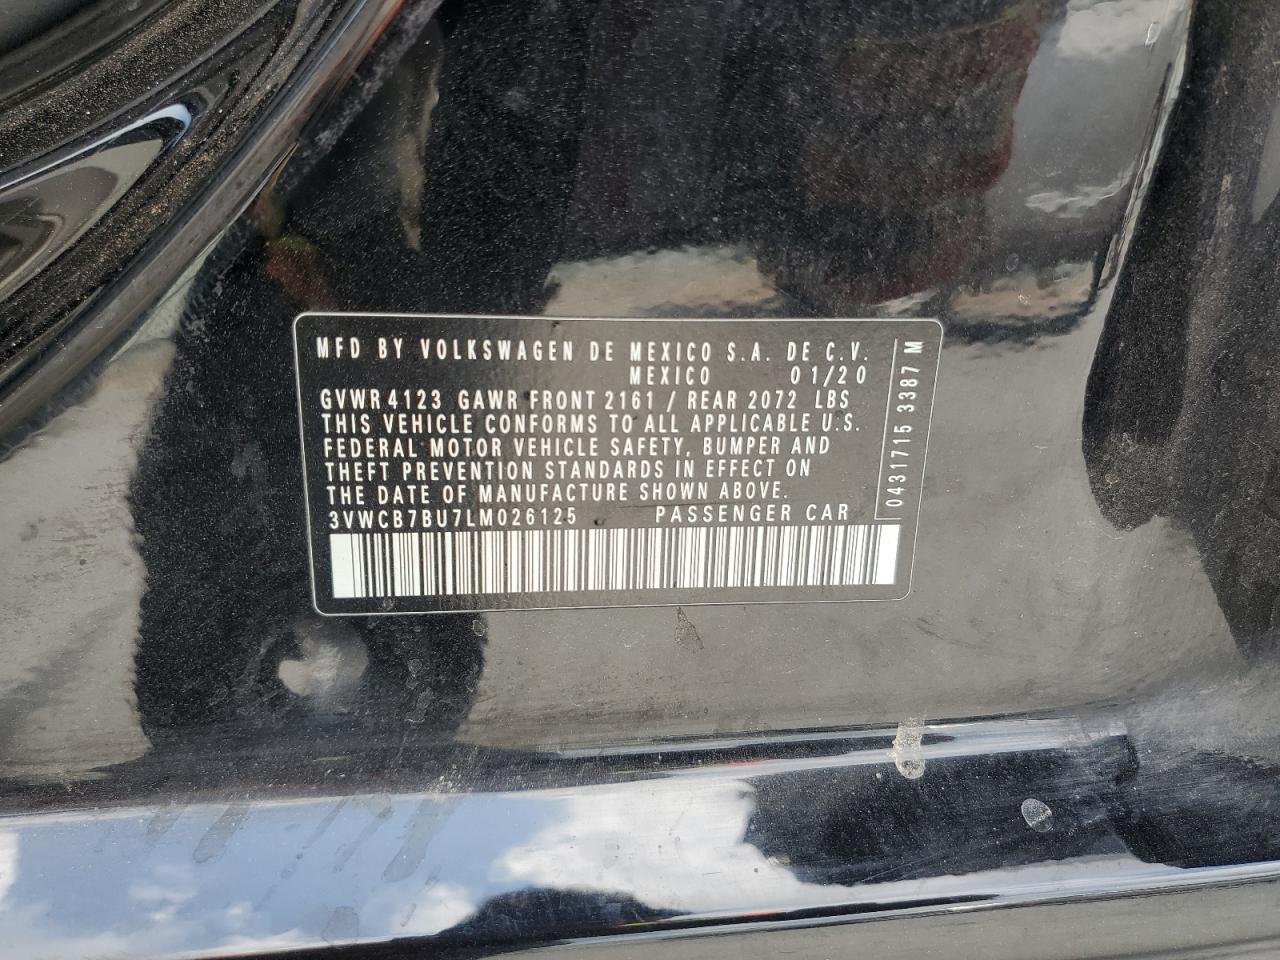 MFD BY VOLKSWAGEN DE MEXICO S.A. DE C.V.
MEXICO 01/20
GVWR 4123 GAWR FRONT 2161 / REAR 2072 LBS
THIS VEHICLE CONFORMS TO ALL APPLICABLE U.S.
FEDERAL MOTOR VEHICLE SAFETY, BUMPER AND
THEFT PREVENTION STANDARDS IN EFFECT ON
THE DATE OF MANUFACTURE SHOWN ABOVE.
3VWCB7BU7LM026125 PASSENGER CAR
0431715 3387 M